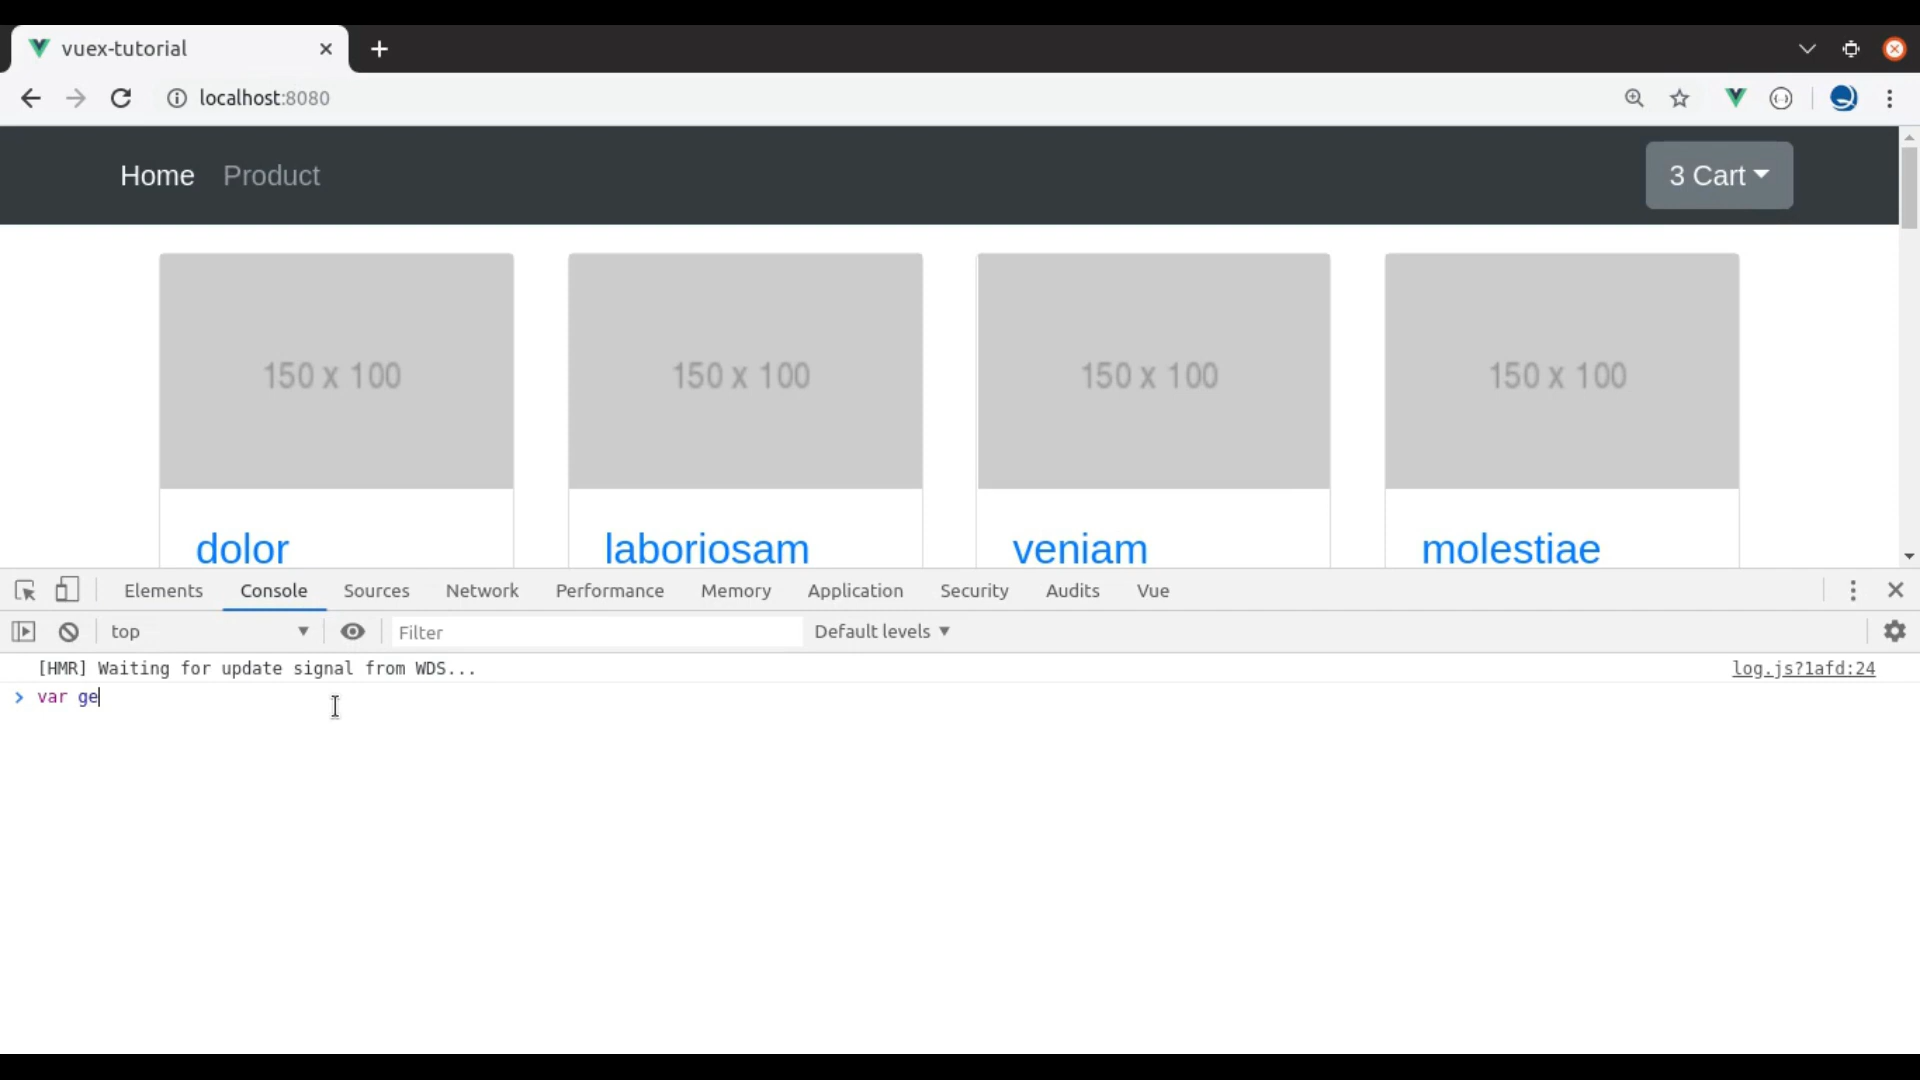 vuex-tutorial
localhost:8080
Home Product 3 Cart
150 x 100 150 x 100 150 x 100 150 x 100
dolor laboriosam veniam molestiae
Elements Console Sources Network Performance Memory Application Security Audits Vue
top Filter Default levels
[HMR] Waiting for update signal from WDS... log.js?1afd:24
> var ge